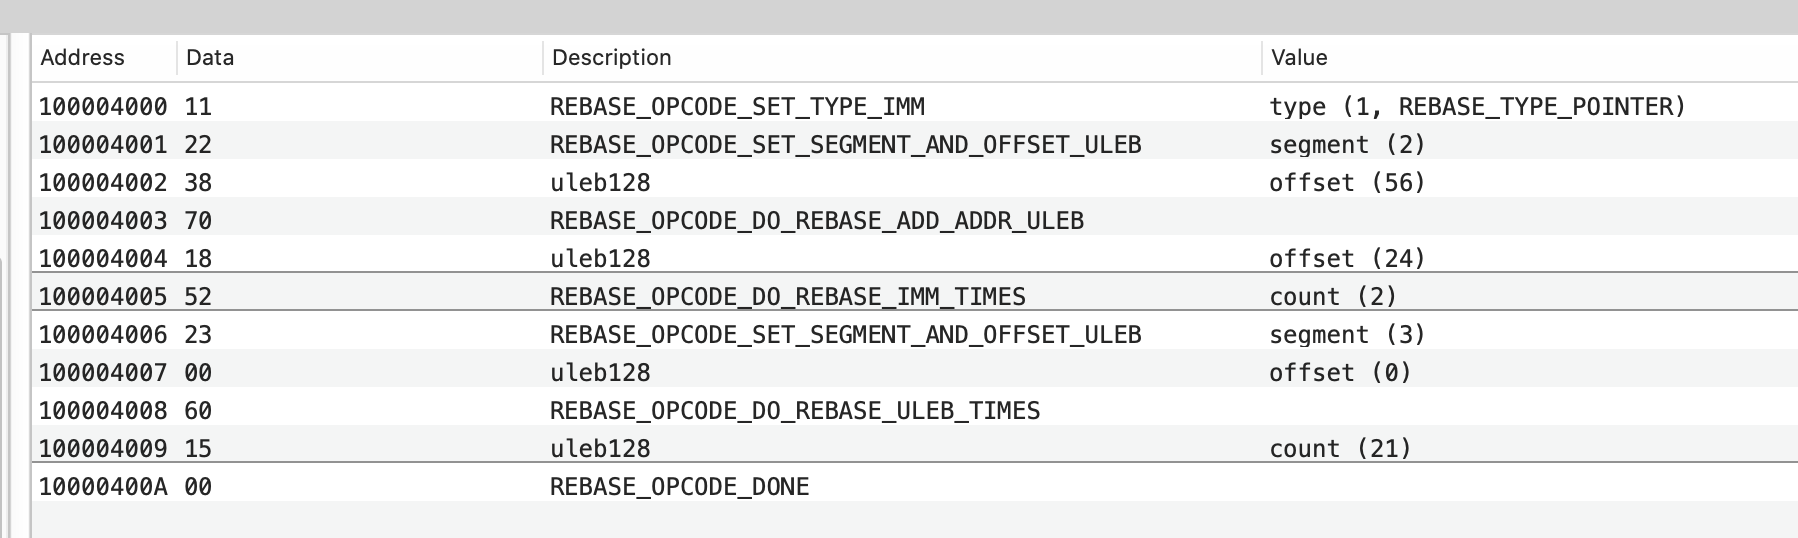 Address Data Description Value
100004000 11 REBASE_OPCODE_SET_TYPE_IMM type (1, REBASE_TYPE_POINTER)
100004001 22 REBASE_OPCODE_SET_SEGMENT_AND_OFFSET_ULEB segment (2)
100004002 38 uleb128 offset (56)
100004003 70 REBASE_OPCODE_DO_REBASE_ADD_ADDR_ULEB
100004004 18 uleb128 offset (24)
100004005 52 REBASE_OPCODE_DO_REBASE_IMM_TIMES count (2)
100004006 23 REBASE_OPCODE_SET_SEGMENT_AND_OFFSET_ULEB segment (3)
100004007 00 uleb128 offset (0)
100004008 60 REBASE_OPCODE_DO_REBASE_ULEB_TIMES
100004009 15 uleb128 count (21)
10000400A 00 REBASE_OPCODE_DONE